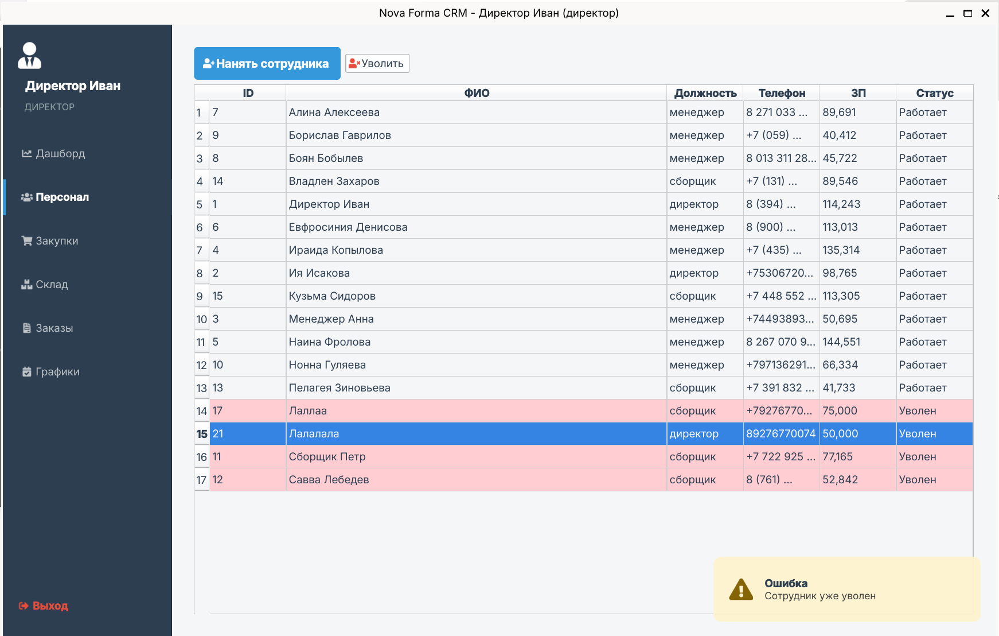 Nova Forma CRM - Директор Иван (директор)
Директор Иван
ДИРЕКТОР
Дашборд
Персонал
Закупки
Склад
Заказы
Графики
Выход
Нанять сотрудника
Уволить
ID ФИО Должность Телефон ЗП Статус
1 7 Алина Алексеева менеджер 8 271 033 ... 89,691 Работает
2 9 Борислав Гаврилов менеджер +7 (059) ... 40,412 Работает
3 8 Боян Бобылев менеджер 8 013 311 28... 45,722 Работает
4 14 Владлен Захаров сборщик +7 (131) ... 89,546 Работает
5 1 Директор Иван директор 8 (394) ... 114,243 Работает
6 6 Евфросиния Денисова менеджер 8 (900) ... 113,013 Работает
7 4 Ираида Копылова менеджер +7 (435) ... 135,314 Работает
8 2 Ия Исакова директор +75306720... 98,765 Работает
9 15 Кузьма Сидоров сборщик +7 448 552 ... 113,305 Работает
10 3 Менеджер Анна менеджер +74493893... 50,695 Работает
11 5 Наина Фролова менеджер 8 267 070 9... 144,551 Работает
12 10 Нонна Гуляева менеджер +797136291... 66,334 Работает
13 13 Пелагея Зиновьева сборщик +7 391 832 ... 41,733 Работает
14 17 Лаллаа сборщик +79276770... 75,000 Уволен
15 21 Лалалала директор 89276770074 50,000 Уволен
16 11 Сборщик Петр сборщик +7 722 925 ... 77,165 Уволен
17 12 Савва Лебедев сборщик 8 (761) ... 52,842 Уволен
Ошибка
Сотрудник уже уволен